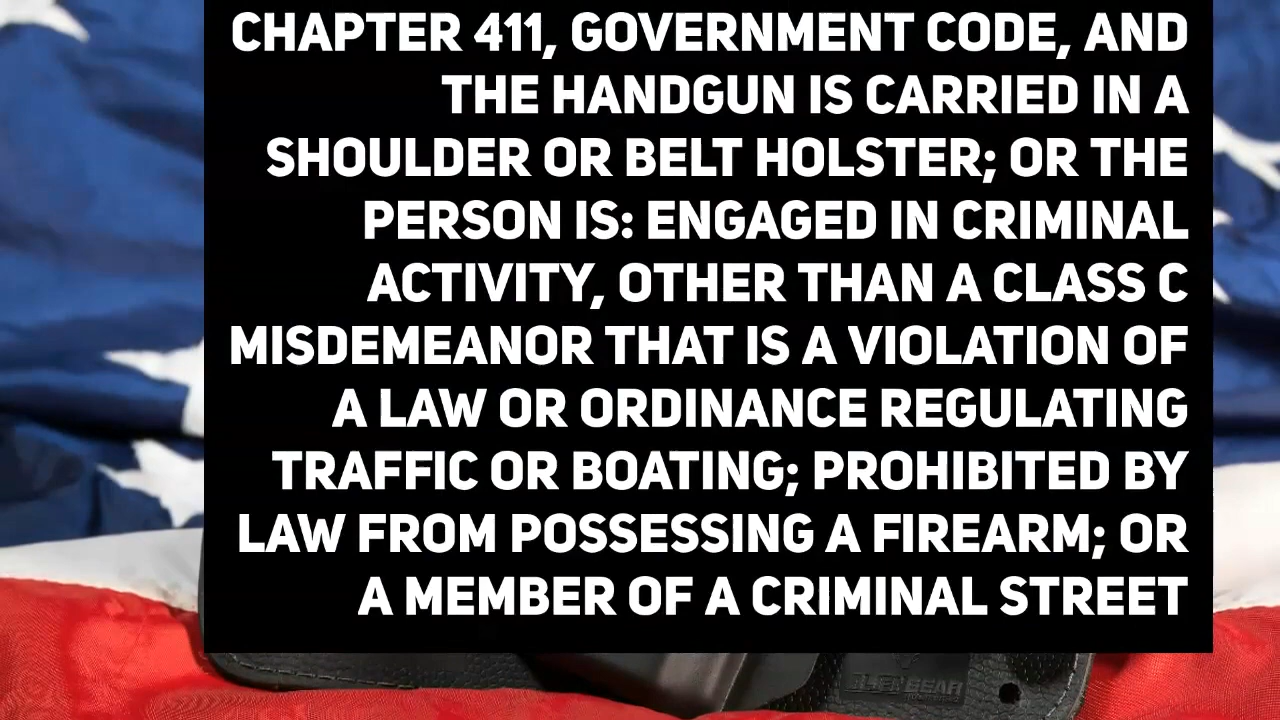 CHAPTER 411, GOVERNMENT CODE, AND
THE HANDGUN IS CARRIED IN A
SHOULDER OR BELT HOLSTER; OR THE
PERSON IS: ENGAGED IN CRIMINAL
ACTIVITY, OTHER THAN A CLASS C
MISDEMEANOR THAT IS A VIOLATION OF
A LAW OR ORDINANCE REGULATING
TRAFFIC OR BOATING; PROHIBITED BY
LAW FROM POSSESSING A FIREARM; OR
A MEMBER OF A CRIMINAL STREET
GEAR